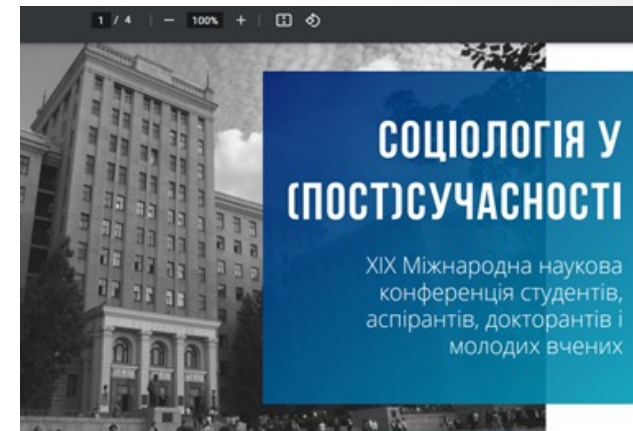 1 / 4
100%
СОЦІОЛОГІЯ У
(ПОСТ)СУЧАСНОСТІ
XIX Міжнародна наукова
конференція студентів,
аспірантів, докторантів і
молодих вчених